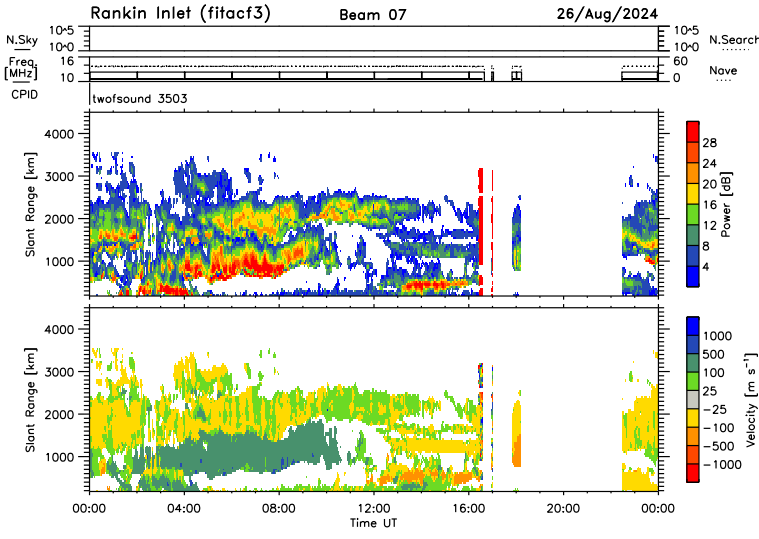 Rankin Inlet (fitacf3) Beam 07 26/Aug/2024
10^5 10^5
N.Sky N.Search
10^0 10^0
Freq. 16 60
[MHz] Nave
10 0
CPID
twofsound 3503
4000
3000
2000
1000
Slant Range [km]
28
24
20
16
12
8
4
Power [dB]
4000
3000
2000
1000
Slant Range [km]
1000
500
100
25
-25
-100
-500
-1000
Velocity [m s⁻¹]
00:00 04:00 08:00 12:00 16:00 20:00 00:00
Time UT